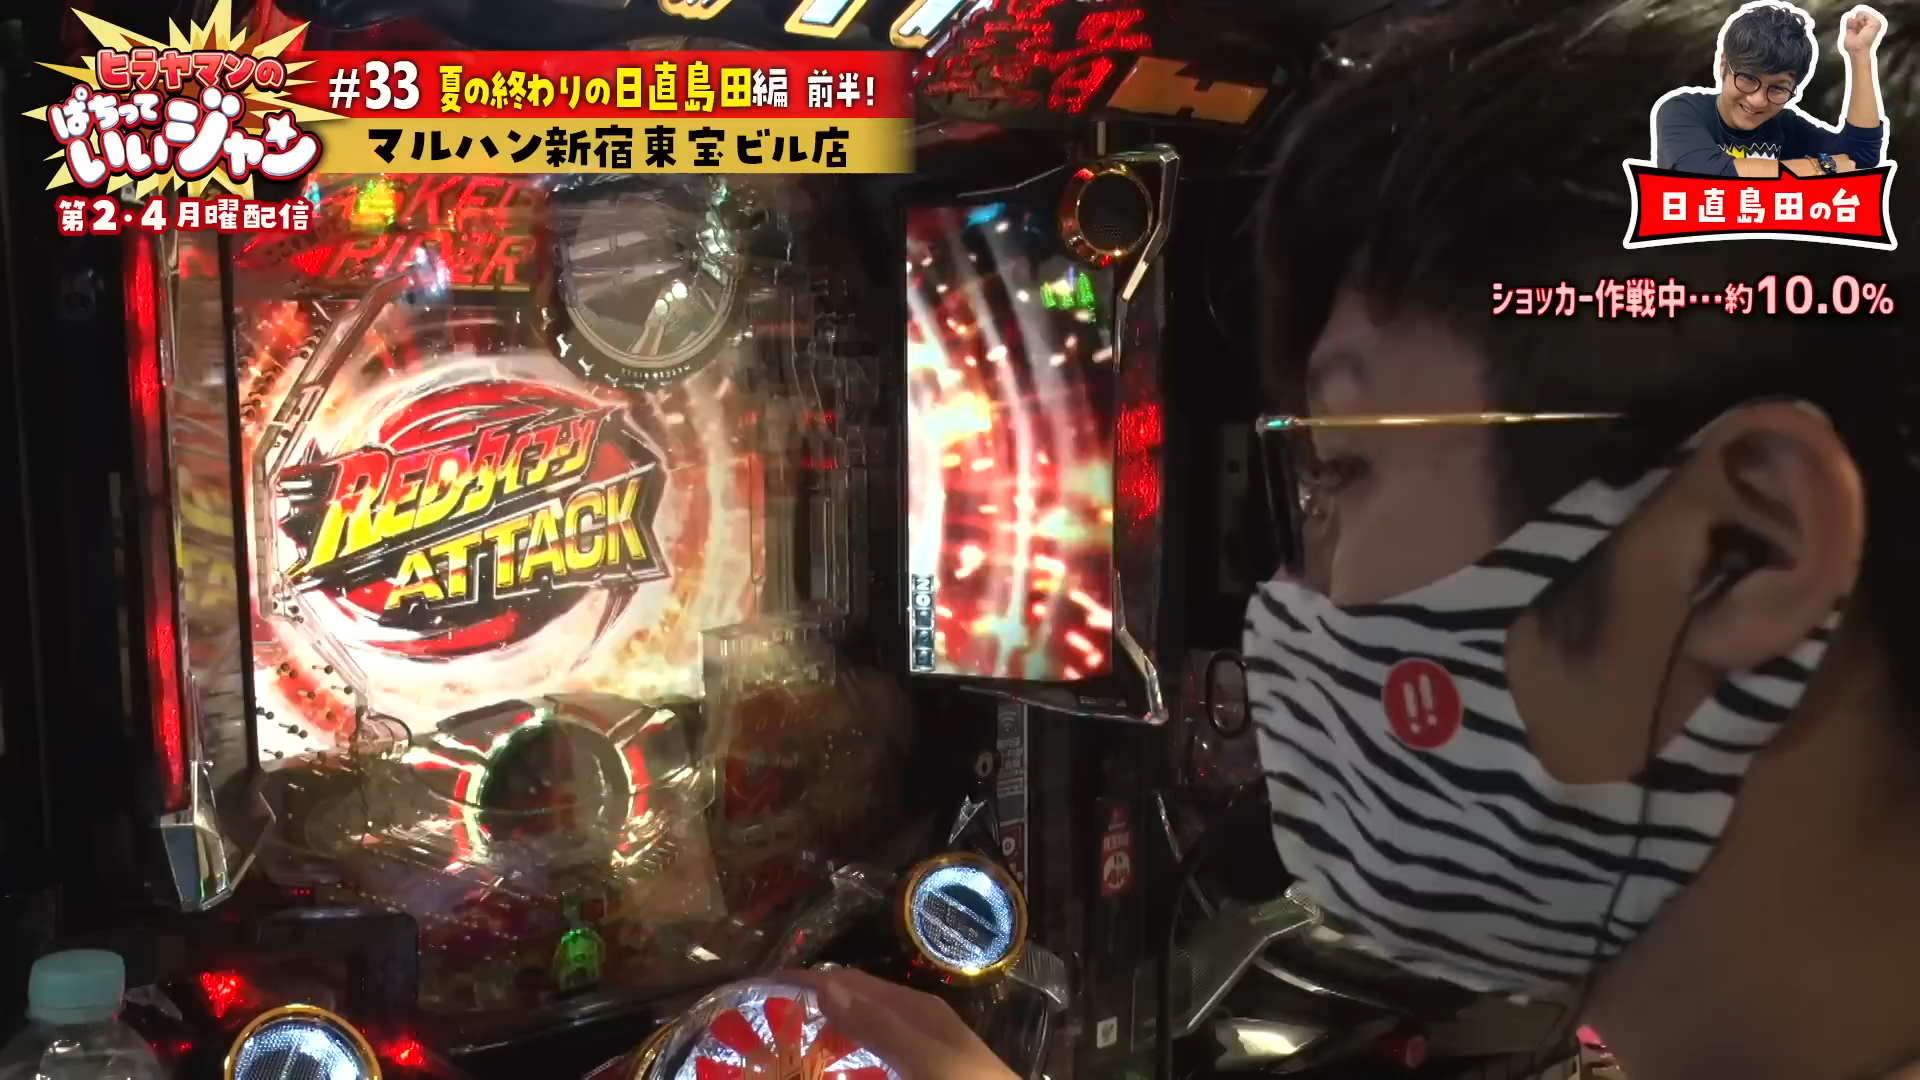 ヒラヤマンの
ぱちって
いいジャン
第2・4月曜配信
#33 夏の終わりの日直島田編 前半!
マルハン新宿東宝ビル店
日直島田の台
ショッカー作戦中…約10.0%
REDタイフーン
ATTACK
!!